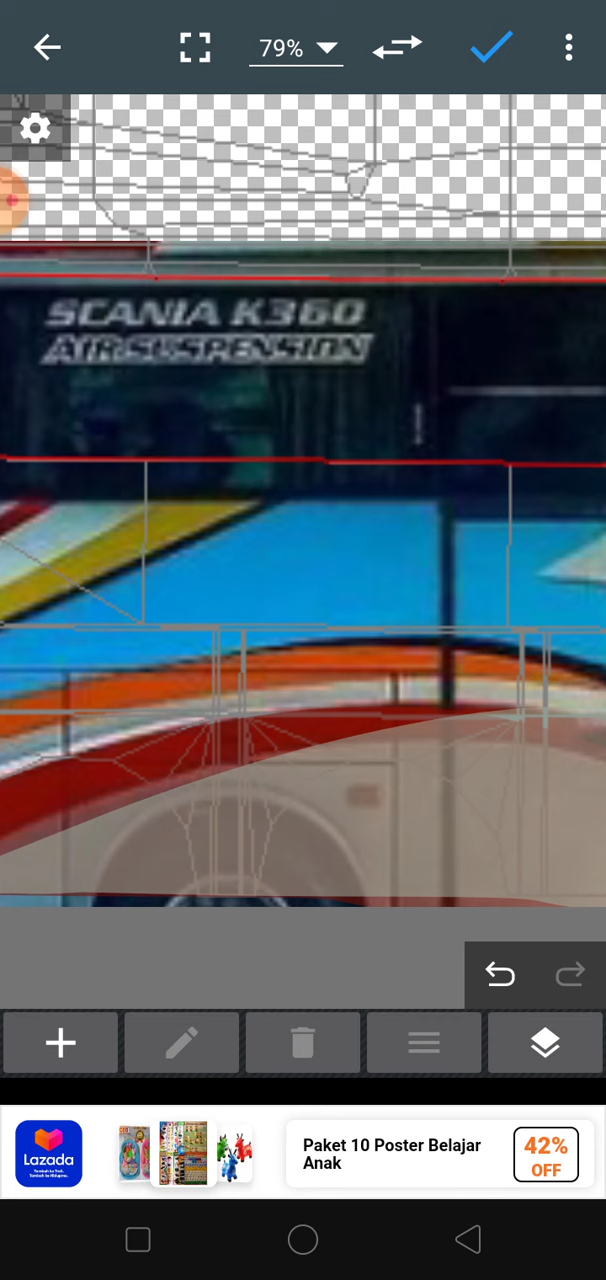 79%
SCANIA K360
AIR SUSPENSION
Lazada
Paket 10 Poster Belajar
Anak
42%
OFF